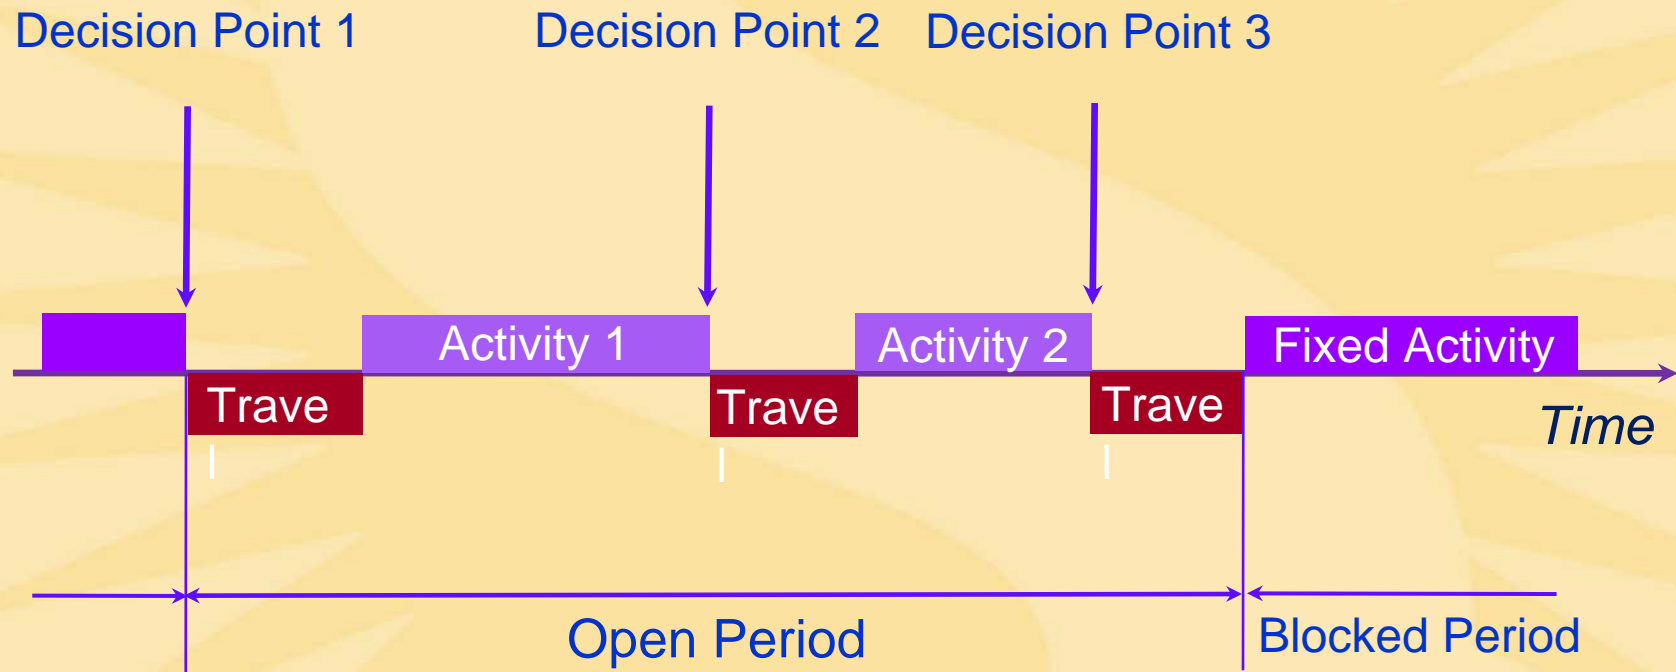 Decision Point 1
Decision Point 2
Decision Point 3
Activity 1
Activity 2
Fixed Activity
Trave
l
Trave
l
Trave
l
Time
Open Period
Blocked Period